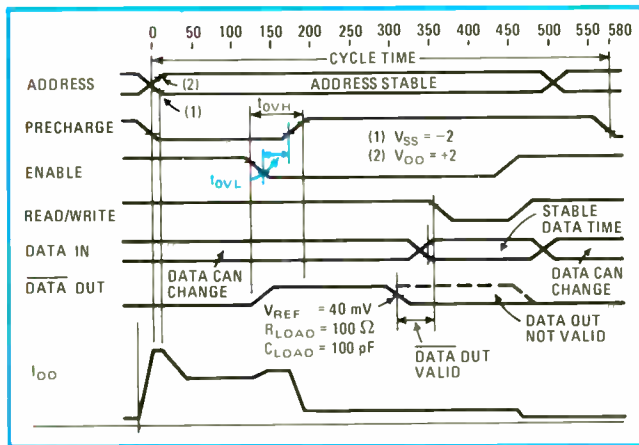 0 50 100 150 200 250 300 350 400 450 500 580
CYCLE TIME
ADDRESS
(2)
ADDRESS STABLE
(1)
tOVH
PRECHARGE
(1) VSS = −2
(2) VDD = +2
ENABLE
tOVL
READ/WRITE
STABLE
DATA TIME
DATA IN
DATA CAN
CHANGE
DATA CAN
CHANGE
DATA OUT
VREF = 40 mV
RLOAD = 100 Ω
CLOAD = 100 pF
DATA OUT
VALID
DATA OUT
NOT VALID
IDD